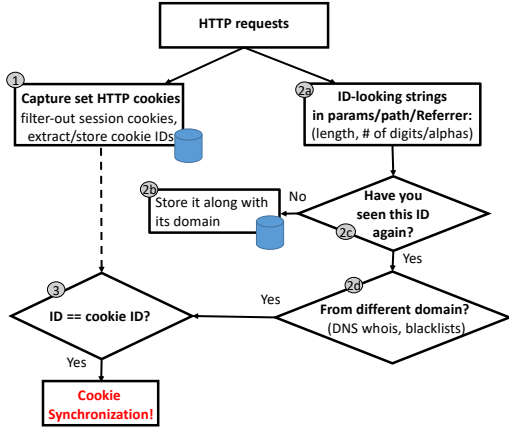 HTTP requests
1
Capture set HTTP cookies
filter-out session cookies,
extract/store cookie IDs
2a
ID-looking strings
in params/path/Referrer:
(length, # of digits/alphas)
2b
Store it along with
its domain
No
Have you
seen this ID
again?
2c
Yes
2d
From different domain?
(DNS whois, blacklists)
Yes
3
ID == cookie ID?
Yes
Cookie
Synchronization!